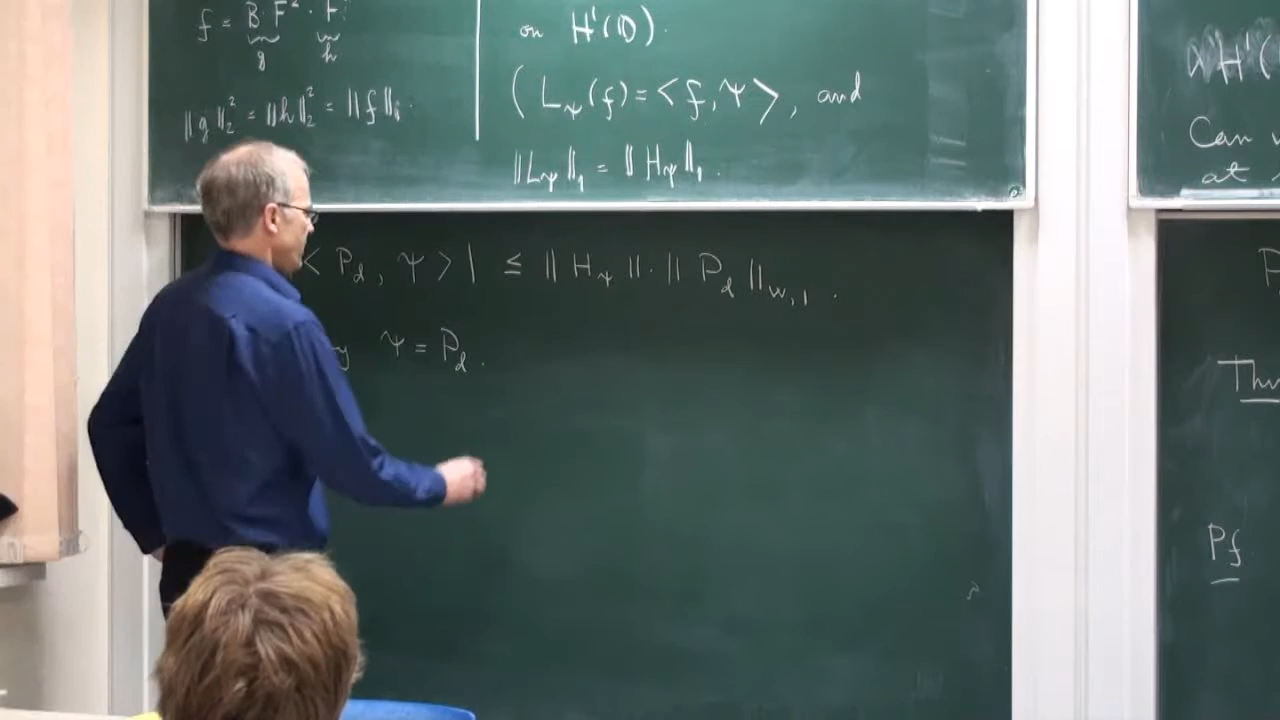 f = B F² · F
g h
||g||₂² = ||h||₂² = ||f||₁
on H¹(D).
( L_ψ(f) = <f, ψ>, and
||L_ψ||₁ = ||H_ψ||₁.
< P_d, ψ >| ≤ ||H_ψ||·||P_d||_{w,1}.
ψ = P_d.
H¹(
Can
at
P
Thm
Pf